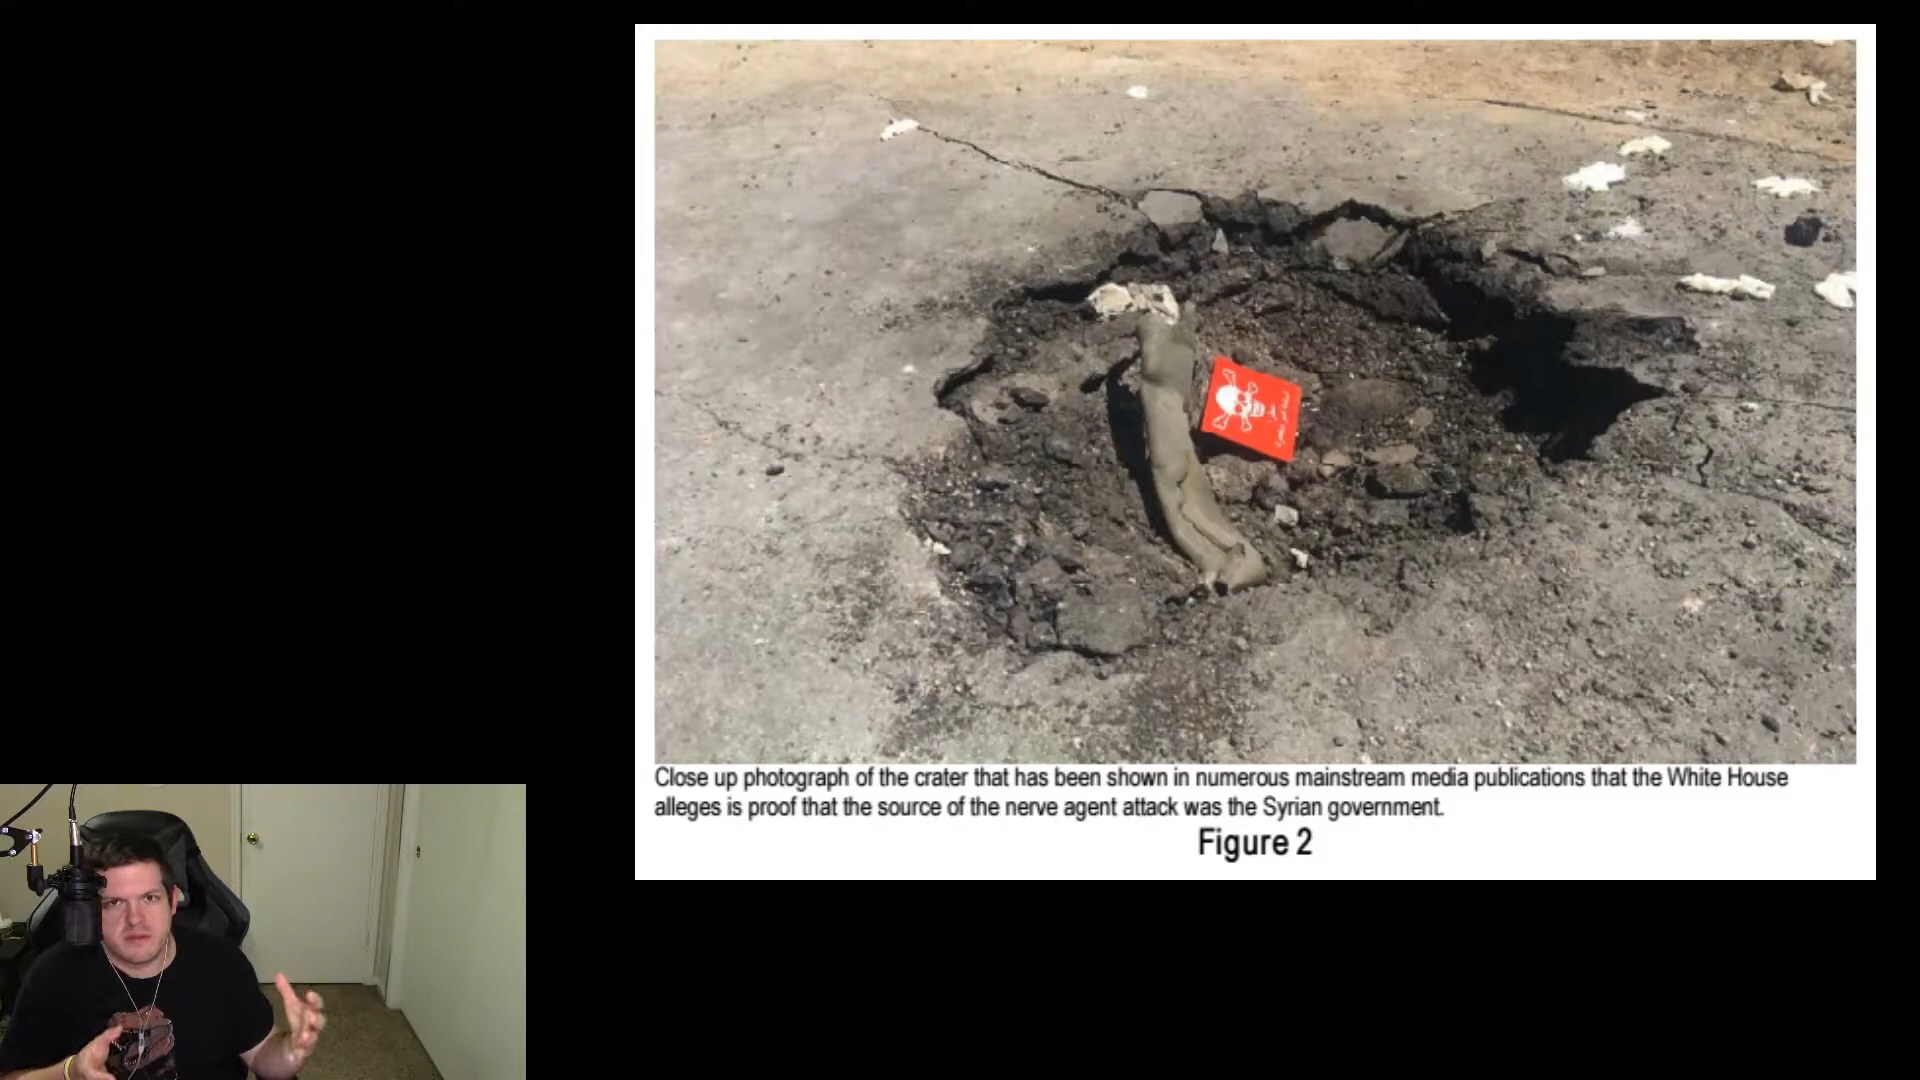 Close up photograph of the crater that has been shown in numerous mainstream media publications that the White House
alleges is proof that the source of the nerve agent attack was the Syrian government.
Figure 2